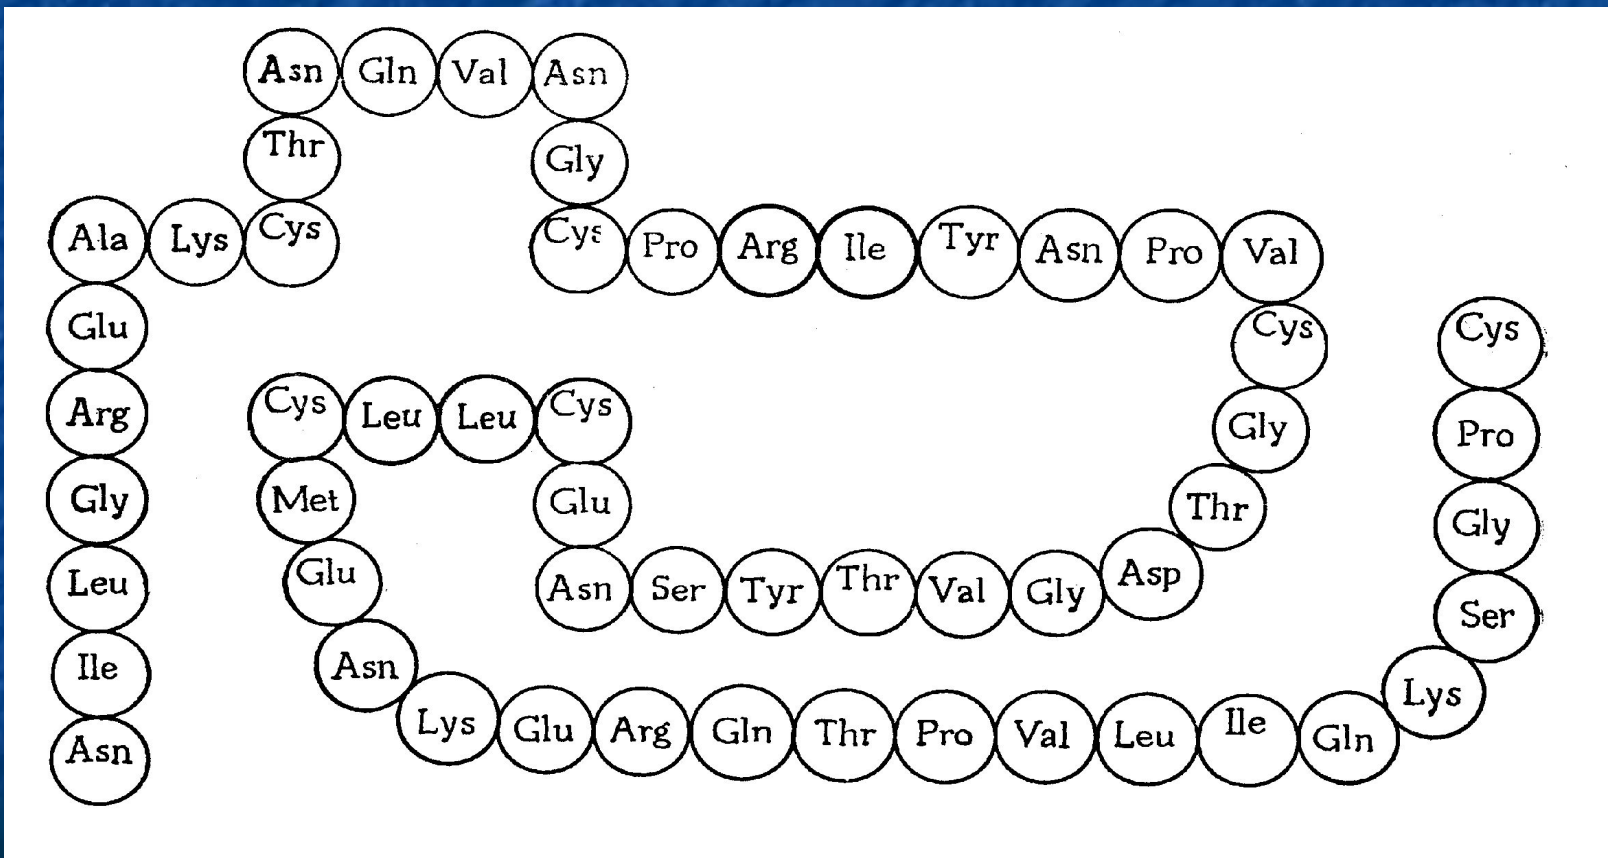 Asn Gln Val Asn
Thr Gly
Ala Lys Cys Cys Pro Arg Ile Tyr Asn Pro Val
Glu Cys Cys
Arg Cys Leu Leu Cys Gly Pro
Gly Met Glu Thr Gly
Leu Glu Asn Ser Tyr Thr Val Gly Asp Ser
Ile Asn Lys
Asn Lys Glu Arg Gln Thr Pro Val Leu Ile Gln